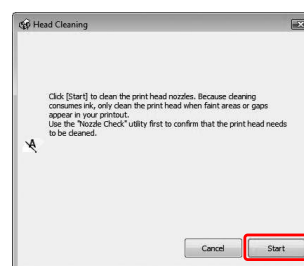 Head Cleaning
Click [Start] to clean the print head nozzles. Because cleaning
consumes ink, only clean the print head when faint areas or gaps
appear in your printout.
Use the "Nozzle Check" utility first to confirm that the print head needs
to be cleaned.
A
Cancel Start